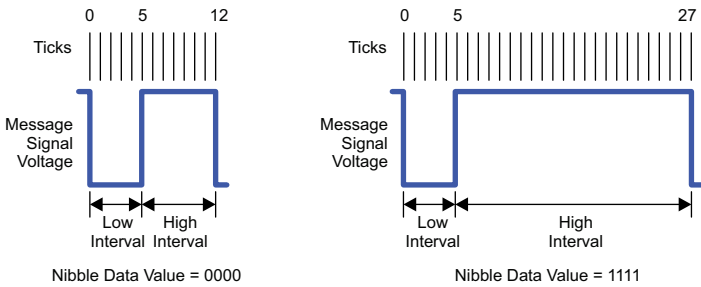 0 5 12
Ticks
Message
Signal
Voltage
Low
Interval
High
Interval
Nibble Data Value = 0000
0 5 27
Ticks
Message
Signal
Voltage
Low
Interval
High
Interval
Nibble Data Value = 1111